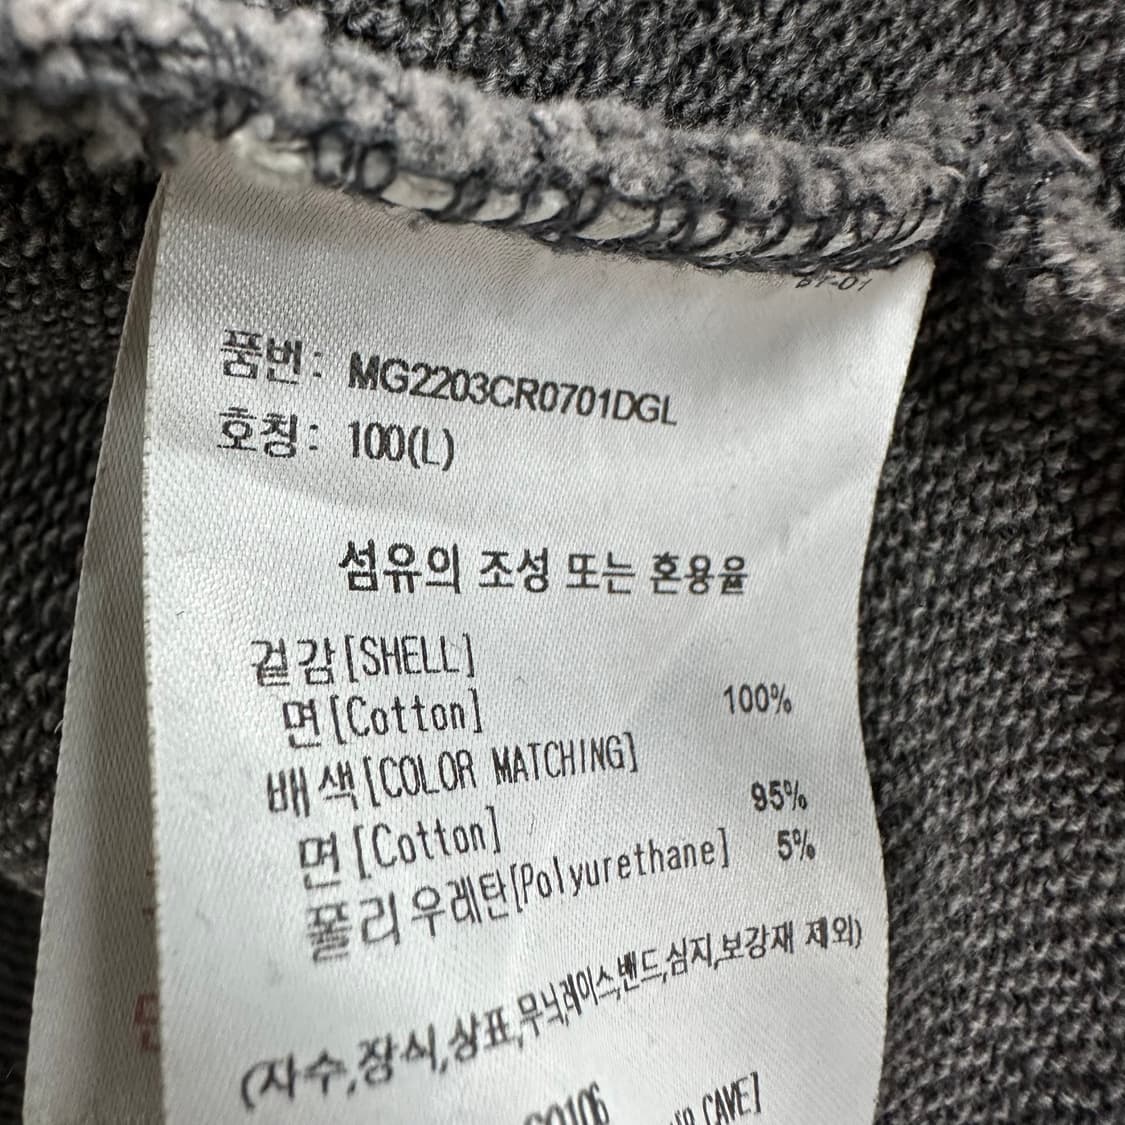 품번: MG2203CR0701DGL
호칭: 100(L)
섬유의 조성 또는 혼용율
겉감[SHELL]
면[Cotton] 100%
배색[COLOR MATCHING]
면[Cotton] 95%
폴리우레탄[Polyurethane] 5%
(자수,장식,상표,무늬,레이스,밴드,심지,보강재 제외)
CAVE]